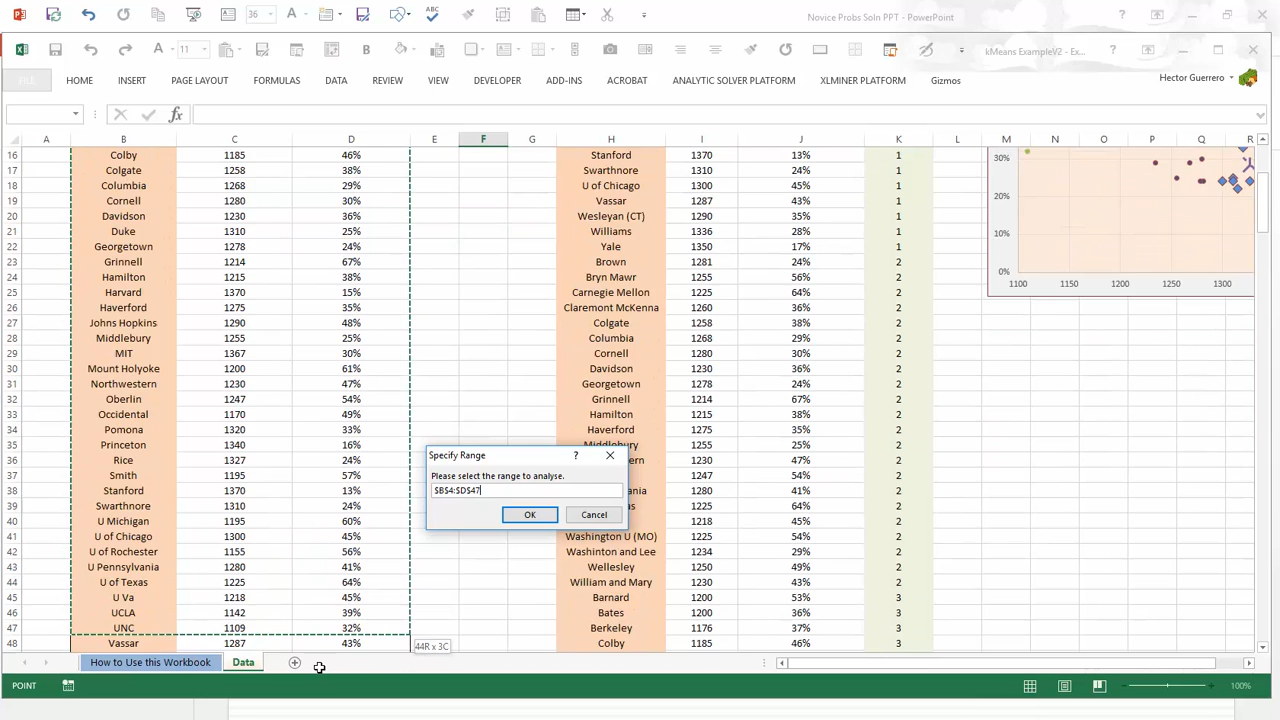 36 A Novice Probs Soln PPT - PowerPoint ?
A 11 B kMeans ExampleV2 - Ex... ?
FILE HOME INSERT PAGE LAYOUT FORMULAS DATA REVIEW VIEW DEVELOPER ADD-INS ACROBAT ANALYTIC SOLVER PLATFORM XLMINER PLATFORM Gizmos Hector Guerrero
fx
A B C D E F G H I J K L M N O P Q R
16 Colby 1185 46% Stanford 1370 13% 1 30%
17 Colgate 1258 38% Swarthnore 1310 24% 1
18 Columbia 1268 29% U of Chicago 1300 45% 1
19 Cornell 1280 30% Vassar 1287 43% 1 20%
20 Davidson 1230 36% Wesleyan (CT) 1290 35% 1
21 Duke 1310 25% Williams 1336 28% 1 10%
22 Georgetown 1278 24% Yale 1350 17% 1
23 Grinnell 1214 67% Brown 1281 24% 2 0%
24 Hamilton 1215 38% Bryn Mawr 1255 56% 2 1100 1150 1200 1250 1300
25 Harvard 1370 15% Carnegie Mellon 1225 64% 2
26 Haverford 1275 35% Claremont McKenna 1260 36% 2
27 Johns Hopkins 1290 48% Colgate 1258 38% 2
28 Middlebury 1255 25% Columbia 1268 29% 2
29 MIT 1367 30% Cornell 1280 30% 2
30 Mount Holyoke 1200 61% Davidson 1230 36% 2
31 Northwestern 1230 47% Georgetown 1278 24% 2
32 Oberlin 1247 54% Grinnell 1214 67% 2
33 Occidental 1170 49% Hamilton 1215 38% 2
34 Pomona 1320 33% Haverford 1275 35% 2
35 Princeton 1340 16% Middlebury 1255 25% 2
36 Rice 1327 24% ern 1230 47% 2
37 Smith 1195 57% 1247 54% 2
38 Stanford 1370 13% ania 1280 41% 2
39 Swarthnore 1310 24% as 1225 64% 2
40 U Michigan 1195 60% 1218 45% 2
41 U of Chicago 1300 45% Washington U (MO) 1225 54% 2
42 U of Rochester 1155 56% Washinton and Lee 1234 29% 2
43 U Pennsylvania 1280 41% Wellesley 1250 49% 2
44 U of Texas 1225 64% William and Mary 1230 43% 2
45 U Va 1218 45% Barnard 1200 53% 3
46 UCLA 1142 39% Bates 1200 36% 3
47 UNC 1109 32% Berkeley 1176 37% 3
48 Vassar 1287 43% Colby 1185 46% 3
Specify Range ?
Please select the range to analyse.
$B$4:$D$47
OK Cancel
44R x 3C
How to Use this Workbook Data
POINT 100%